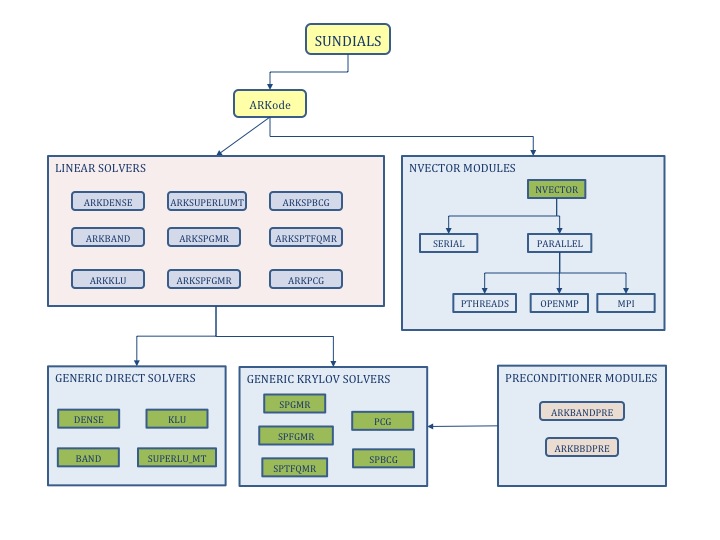 SUNDIALS
ARKode
LINEAR SOLVERS
ARKDENSE
ARKSUPERLUMT
ARKSPBCG
ARKBAND
ARKSPGMR
ARKSPTFQMR
ARKKLU
ARKSPFGMR
ARKPCG
NVECTOR MODULES
NVECTOR
SERIAL
PARALLEL
PTHREADS
OPENMP
MPI
GENERIC DIRECT SOLVERS
DENSE
KLU
BAND
SUPERLU_MT
GENERIC KRYLOV SOLVERS
SPGMR
PCG
SPFGMR
SPBCG
SPTFQMR
PRECONDITIONER MODULES
ARKBANDPRE
ARKBBDPRE